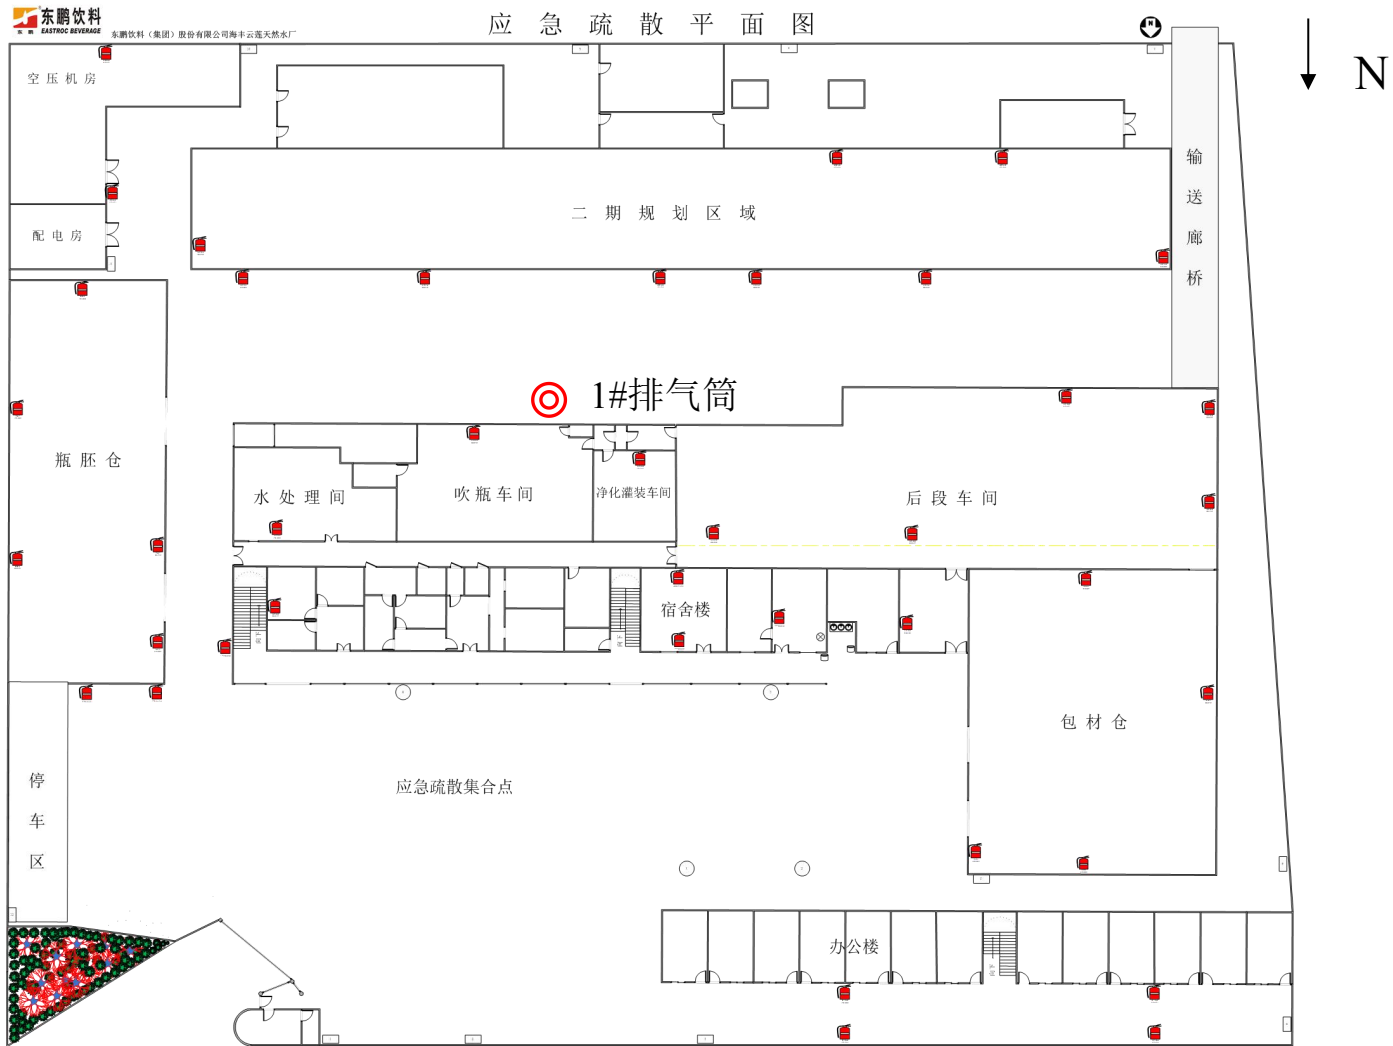 东鹏饮料
EASTROC BEVERAGE
东鹏
东鹏饮料（集团）股份有限公司海丰云莲天然水厂
应急疏散平面图
N
N
空压机房
输送廊桥
二期规划区域
配电房
1#排气筒
瓶胚仓
水处理间
吹瓶车间
净化灌装车间
后段车间
宿舍楼
包材仓
停车区
应急疏散集合点
办公楼